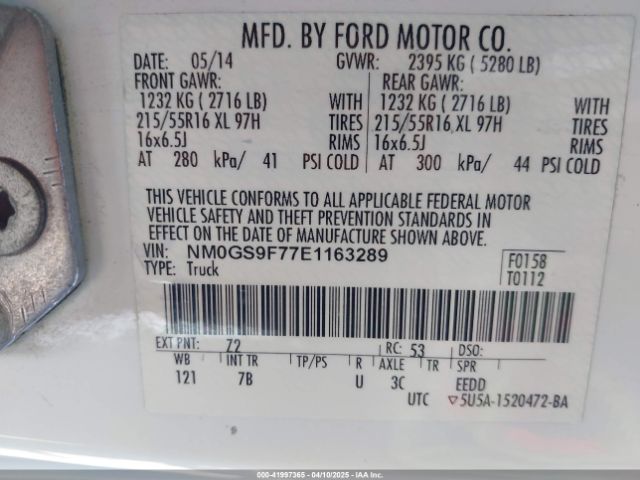 MFD. BY FORD MOTOR CO.
DATE: 05/14 GVWR: 2395 KG ( 5280 LB)
FRONT GAWR: REAR GAWR:
1232 KG ( 2716 LB) WITH 1232 KG ( 2716 LB) WITH
215/55R16 XL 97H TIRES 215/55R16 XL 97H TIRES
16x6.5J RIMS 16x6.5J RIMS
AT 280 kPa/ 41 PSI COLD AT 300 kPa/ 44 PSI COLD
THIS VEHICLE CONFORMS TO ALL APPLICABLE FEDERAL MOTOR
VEHICLE SAFETY AND THEFT PREVENTION STANDARDS IN
EFFECT ON THE DATE OF MANUFACTURE SHOWN ABOVE.
VIN: NM0GS9F77E1163289 F0158
TYPE: Truck T0112
EXT PNT: Z2 RC: 53 DSO:
WB INT TR TP/PS R AXLE TR SPR
121 7B U 3C EEDD
UTC ▽5U5A-1520472-BA
000-41997365 - 04/10/2025 - IAA Inc.